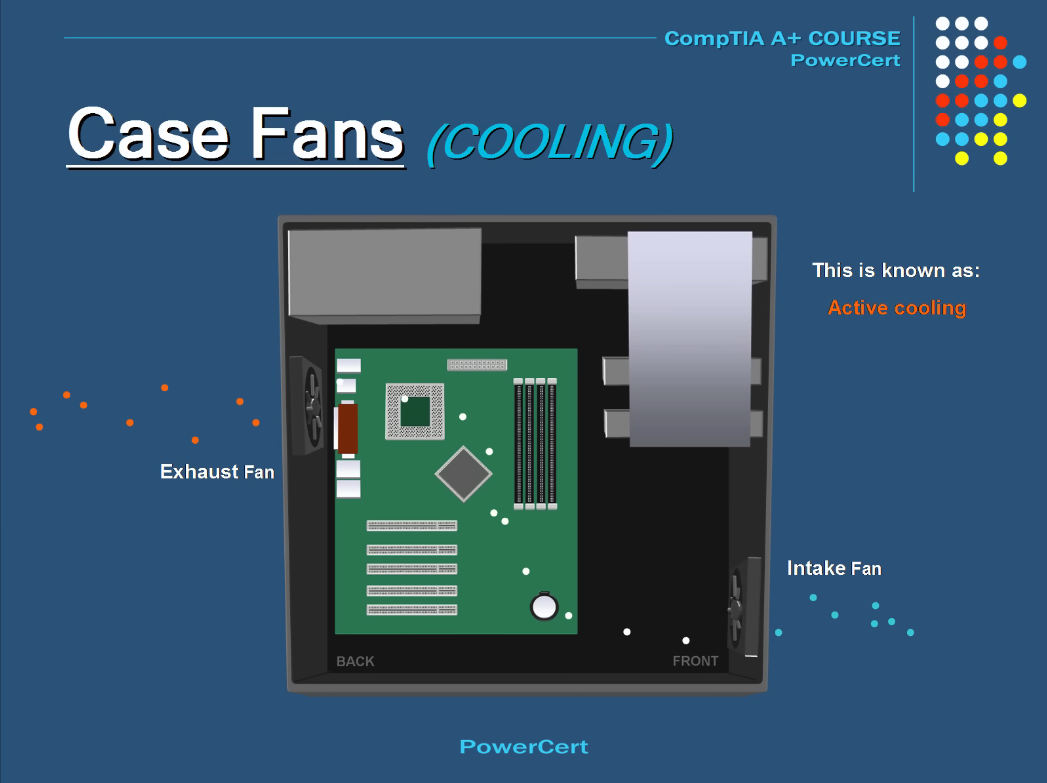 CompTIA A+ COURSE
PowerCert
Case Fans (COOLING)
This is known as:
Active cooling
Exhaust Fan
Intake Fan
BACK
FRONT
PowerCert